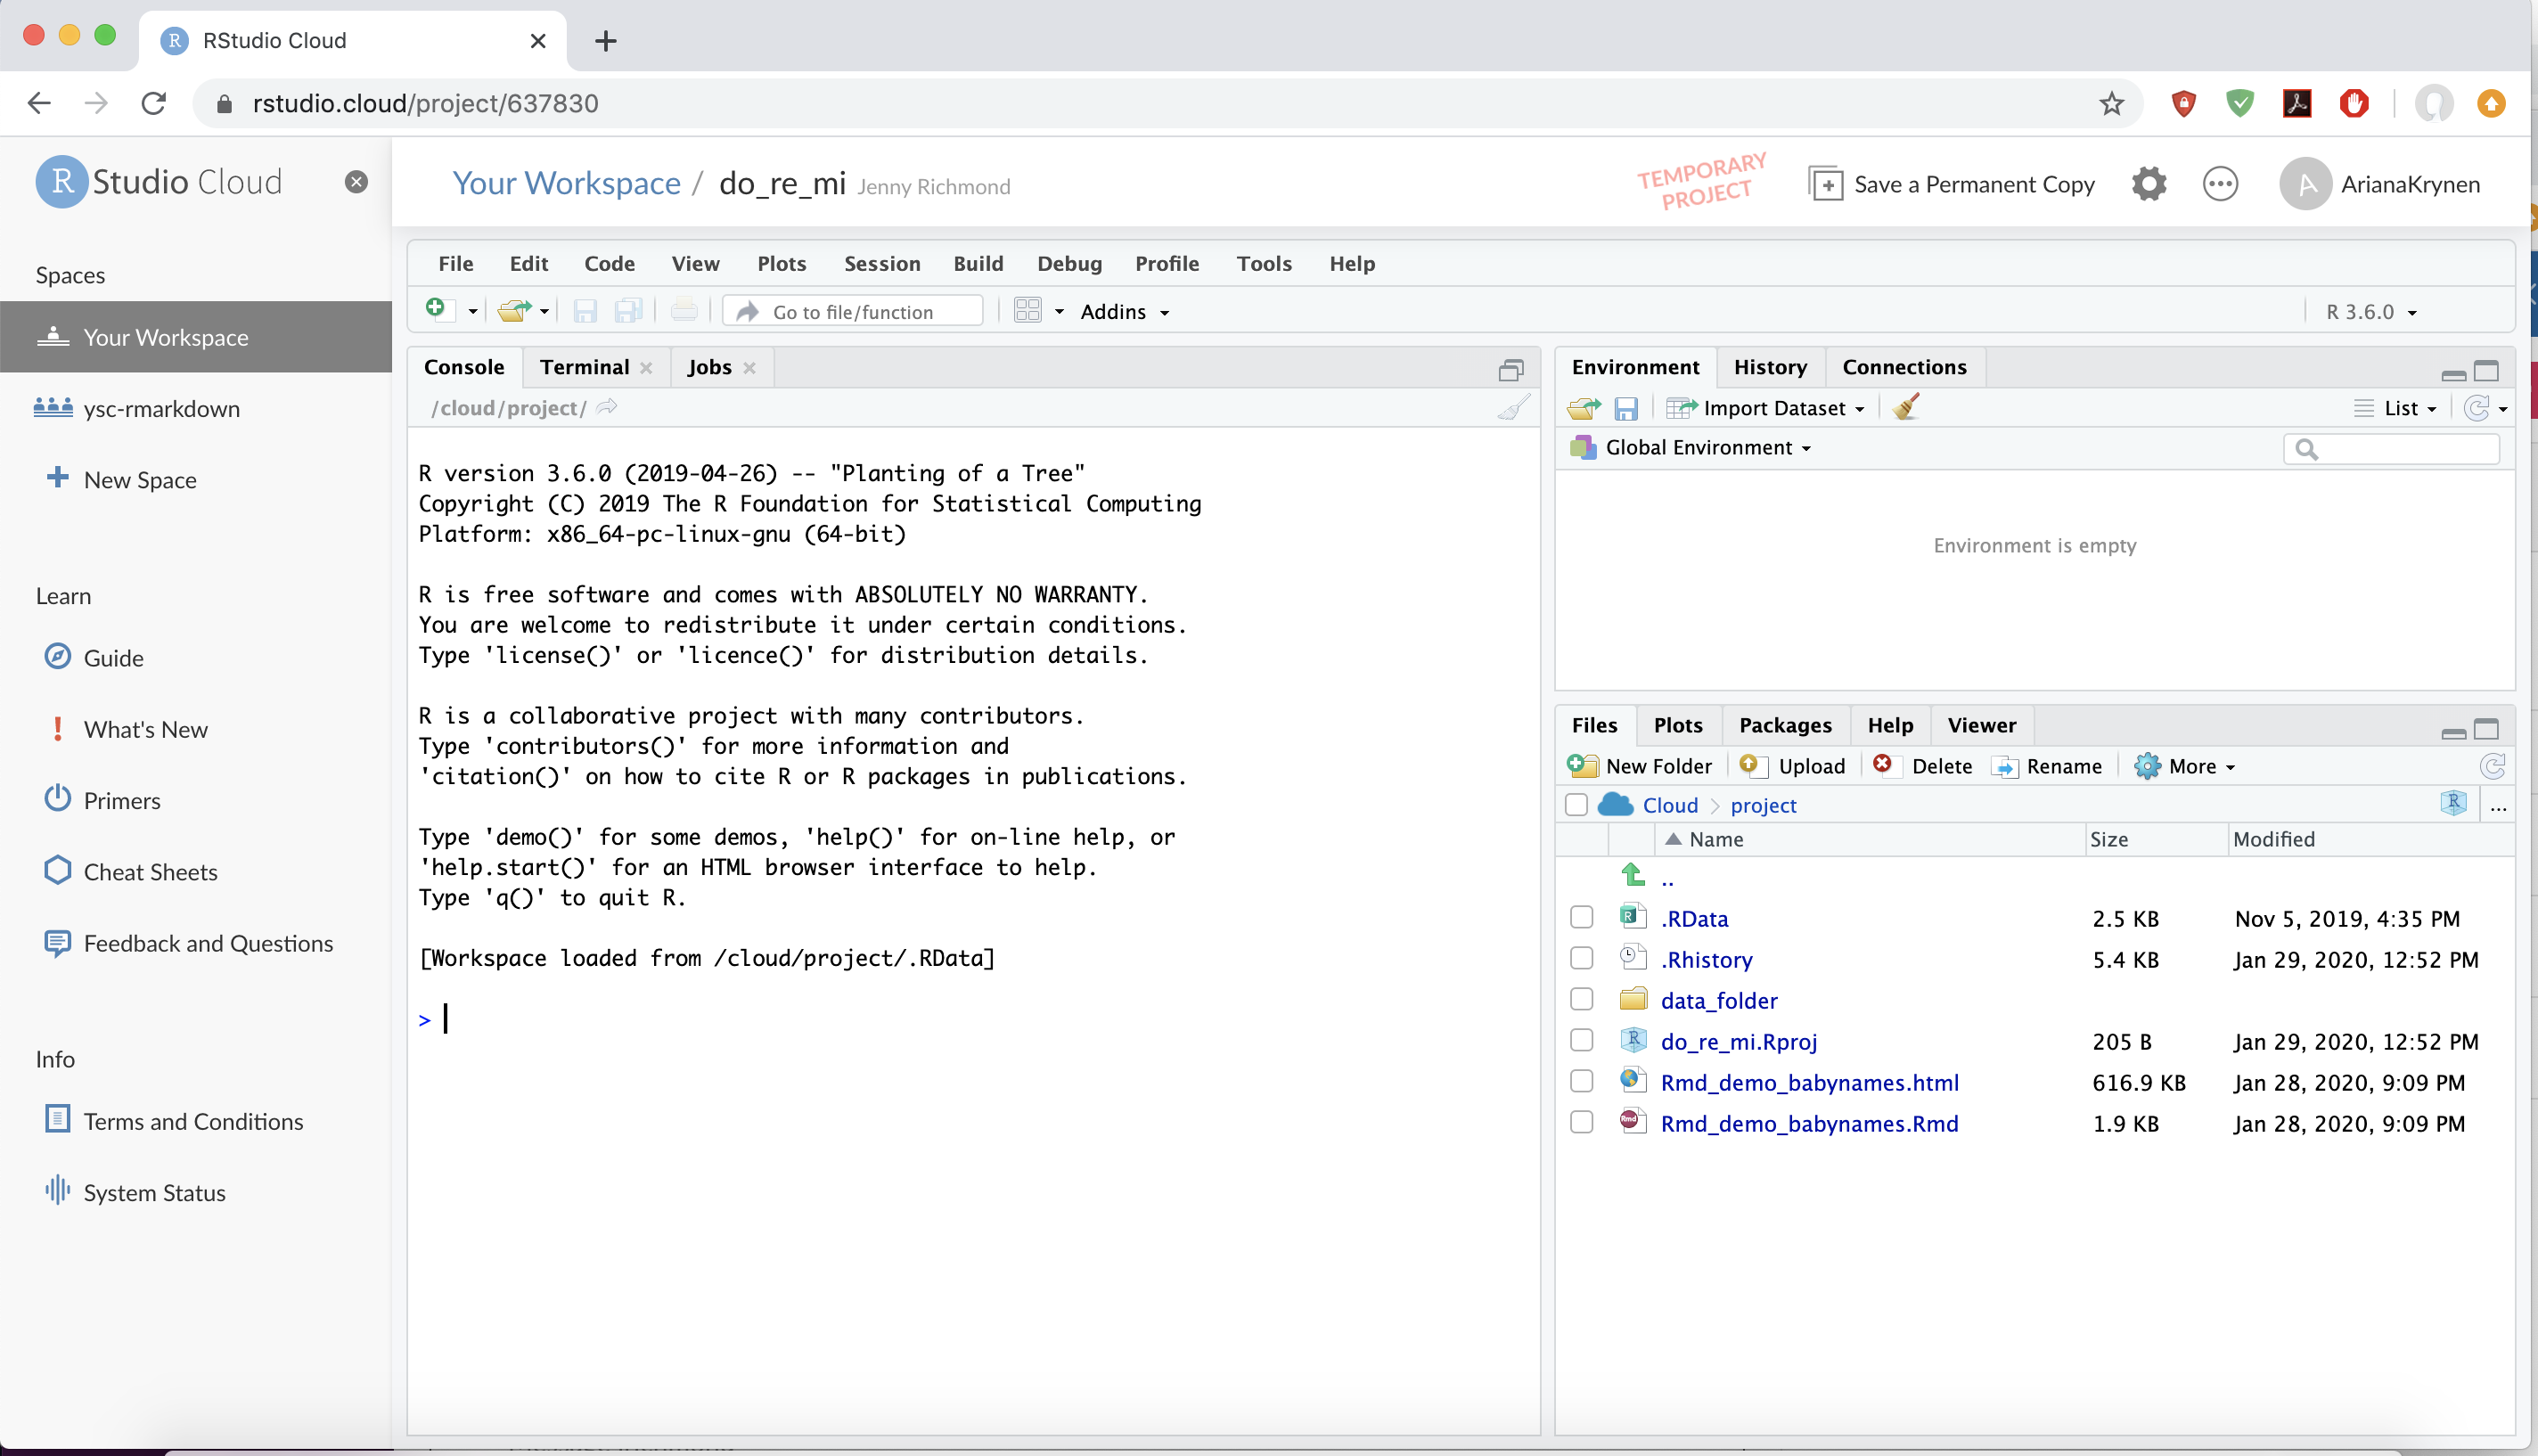 RStudio Cloud
rstudio.cloud/project/637830
R Studio Cloud
Your Workspace / do_re_mi Jenny Richmond
TEMPORARY
PROJECT
Save a Permanent Copy
A ArianaKrynen
Spaces
Your Workspace
ysc-rmarkdown
New Space
Learn
Guide
What's New
Primers
Cheat Sheets
Feedback and Questions
Info
Terms and Conditions
System Status
File Edit Code View Plots Session Build Debug Profile Tools Help
Go to file/function Addins R 3.6.0
Console Terminal Jobs
/cloud/project/
R version 3.6.0 (2019-04-26) -- "Planting of a Tree"
Copyright (C) 2019 The R Foundation for Statistical Computing
Platform: x86_64-pc-linux-gnu (64-bit)
R is free software and comes with ABSOLUTELY NO WARRANTY.
You are welcome to redistribute it under certain conditions.
Type 'license()' or 'licence()' for distribution details.
R is a collaborative project with many contributors.
Type 'contributors()' for more information and
'citation()' on how to cite R or R packages in publications.
Type 'demo()' for some demos, 'help()' for on-line help, or
'help.start()' for an HTML browser interface to help.
Type 'q()' to quit R.
[Workspace loaded from /cloud/project/.RData]
>
Environment History Connections
Import Dataset List
Global Environment
Environment is empty
Files Plots Packages Help Viewer
New Folder Upload Delete Rename More
Cloud project R ...
Name Size Modified
..
.RData 2.5 KB Nov 5, 2019, 4:35 PM
.Rhistory 5.4 KB Jan 29, 2020, 12:52 PM
data_folder
do_re_mi.Rproj 205 B Jan 29, 2020, 12:52 PM
Rmd_demo_babynames.html 616.9 KB Jan 28, 2020, 9:09 PM
Rmd_demo_babynames.Rmd 1.9 KB Jan 28, 2020, 9:09 PM